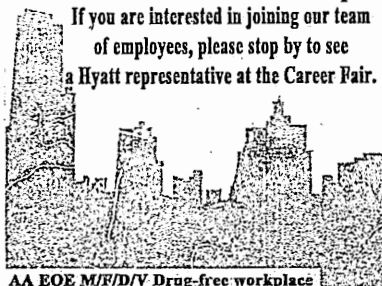 If you are interested in joining our team
of employees, please stop by to see
a Hyatt representative at the Career Fair.
AA EOE M/F/D/V Drug-free workplace